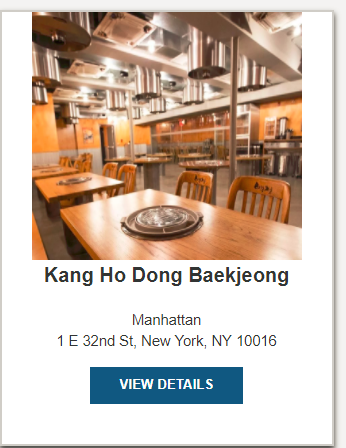 Kang Ho Dong Baekjeong
Manhattan
1 E 32nd St, New York, NY 10016
VIEW DETAILS